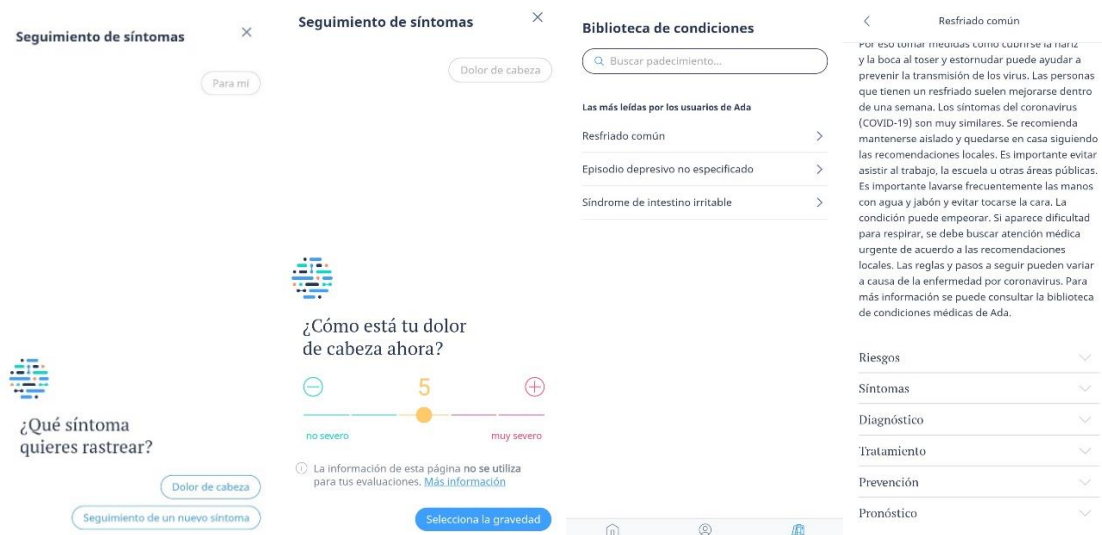 Seguimiento de síntomas
Para mí
¿Qué síntoma
quieres rastrear?
Dolor de cabeza
Seguimiento de un nuevo síntoma
Seguimiento de síntomas
Dolor de cabeza
¿Cómo está tu dolor
de cabeza ahora?
5
no severo
muy severo
La información de esta página no se utiliza
para tus evaluaciones. Más información
Selecciona la gravedad
Biblioteca de condiciones
Buscar padecimiento...
Las más leídas por los usuarios de Ada
Resfriado común
Episodio depresivo no especificado
Síndrome de intestino irritable
Resfriado común
Por eso tomar medidas como cubrirse la nariz
y la boca al toser y estornudar puede ayudar a
prevenir la transmisión de los virus. Las personas
que tienen un resfriado suelen mejorarse dentro
de una semana. Los síntomas del coronavirus
(COVID-19) son muy similares. Se recomienda
mantenerse aislado y quedarse en casa siguiendo
las recomendaciones locales. Es importante evitar
asistir al trabajo, la escuela u otras áreas públicas.
Es importante lavarse frecuentemente las manos
con agua y jabón y evitar tocarse la cara. La
condición puede empeorar. Si aparece dificultad
para respirar, se debe buscar atención médica
urgente de acuerdo a las recomendaciones
locales. Las reglas y pasos a seguir pueden variar
a causa de la enfermedad por coronavirus. Para
más información se puede consultar la biblioteca
de condiciones médicas de Ada.
Riesgos
Síntomas
Diagnóstico
Tratamiento
Prevención
Pronóstico